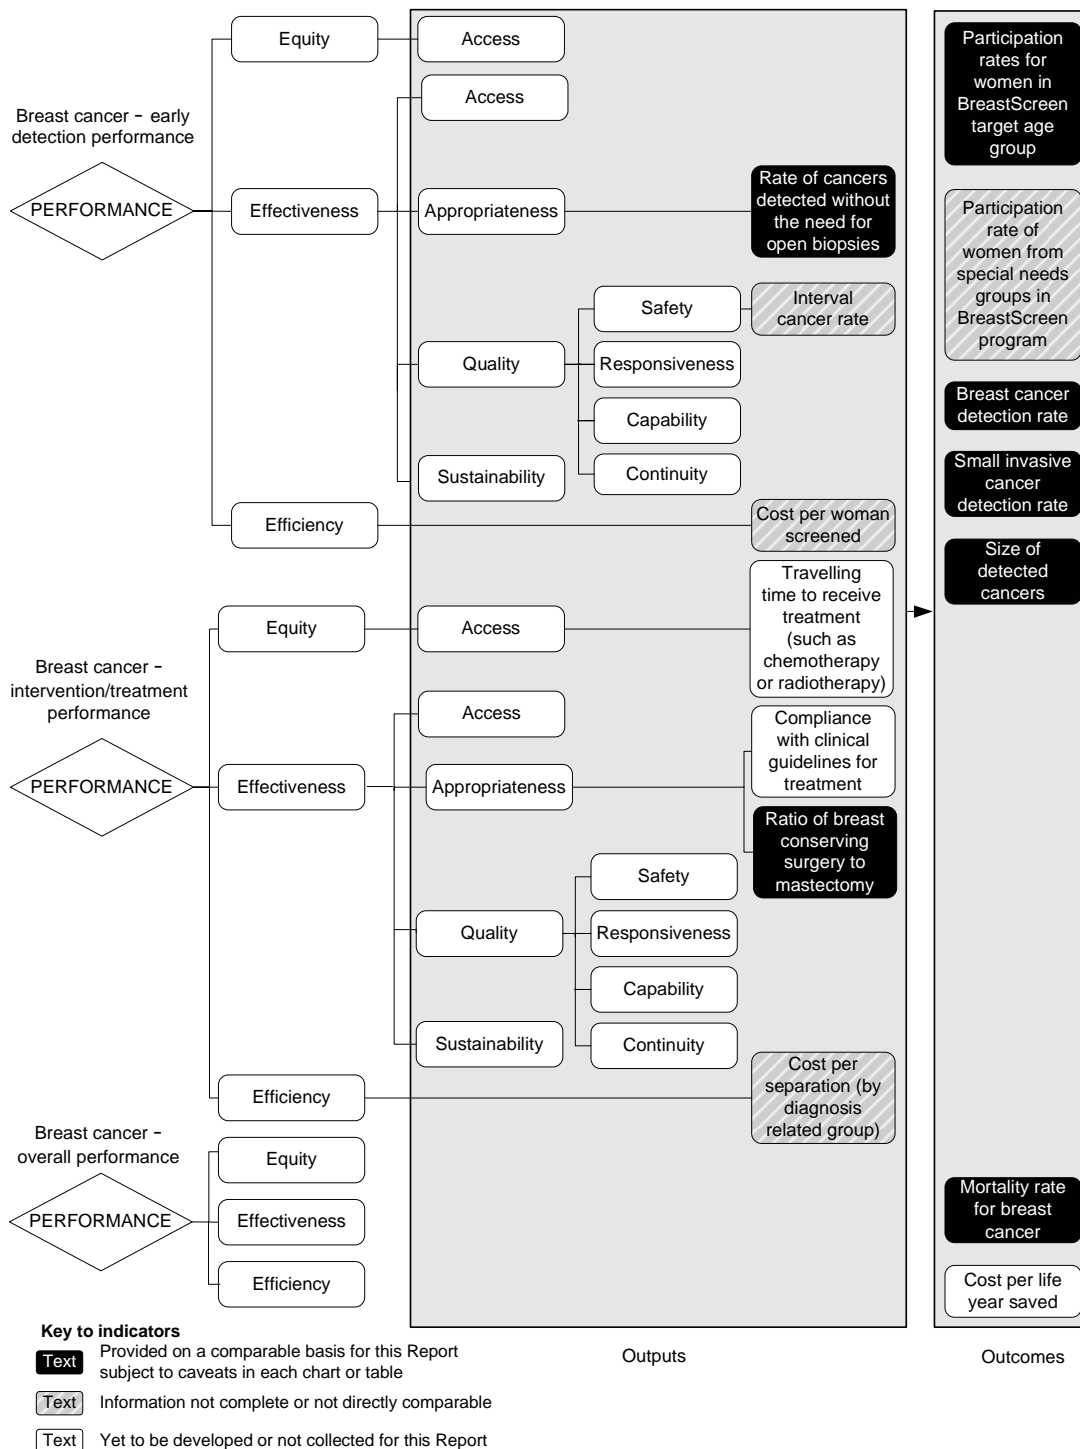 Breast cancer – early
detection performance
PERFORMANCE
Equity
Access
Access
Effectiveness
Appropriateness
Rate of cancers
detected without
the need for
open biopsies
Quality
Safety
Interval
cancer rate
Responsiveness
Capability
Continuity
Sustainability
Efficiency
Cost per woman
screened
Breast cancer –
intervention/treatment
performance
PERFORMANCE
Equity
Access
Travelling
time to receive
treatment
(such as
chemotherapy
or radiotherapy)
Access
Effectiveness
Appropriateness
Compliance
with clinical
guidelines for
treatment
Ratio of breast
conserving
surgery to
mastectomy
Quality
Safety
Responsiveness
Capability
Continuity
Sustainability
Efficiency
Cost per
separation (by
diagnosis
related group)
Breast cancer –
overall performance
PERFORMANCE
Equity
Effectiveness
Efficiency
Participation
rates for
women in
BreastScreen
target age
group
Participation
rate of
women from
special needs
groups in
BreastScreen
program
Breast cancer
detection rate
Small invasive
cancer
detection rate
Size of
detected
cancers
Mortality rate
for breast
cancer
Cost per life
year saved
Outputs
Outcomes
Key to indicators
Text
Provided on a comparable basis for this Report
subject to caveats in each chart or table
Text
Information not complete or not directly comparable
Text
Yet to be developed or not collected for this Report